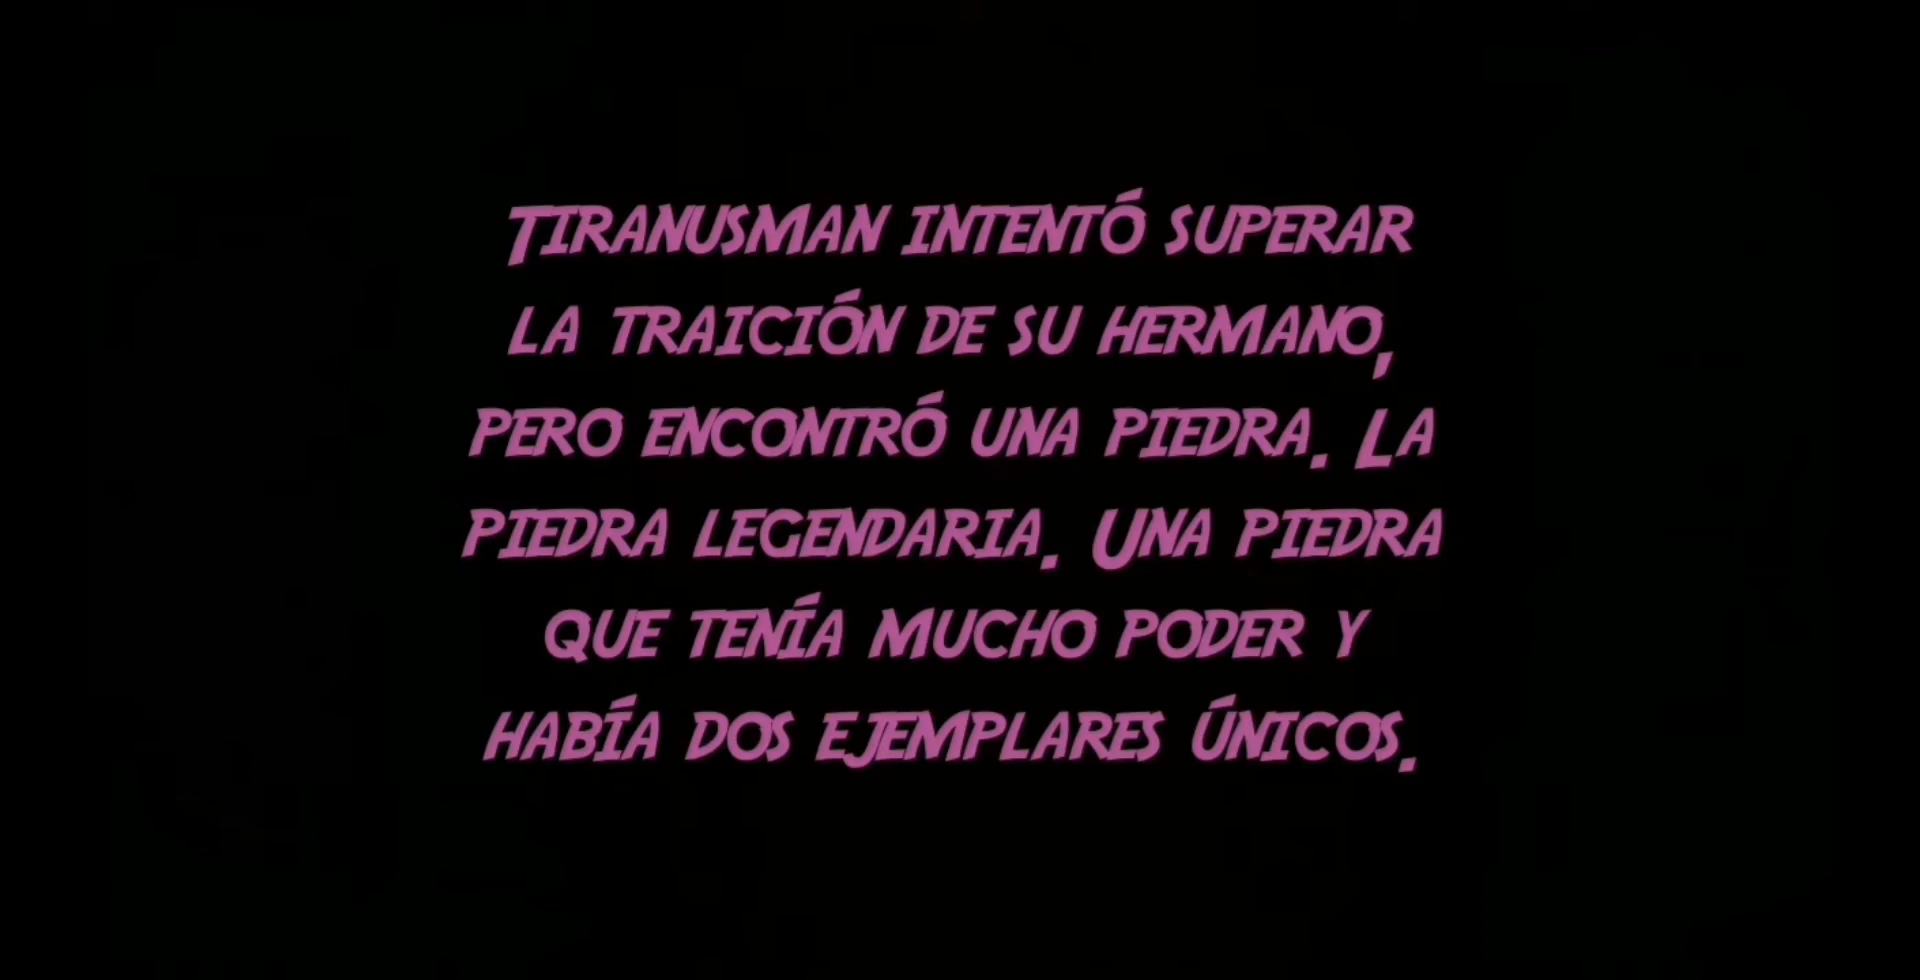 Tiranusman intentó superar
la traición de su hermano,
pero encontró una piedra. La
piedra legendaria. Una piedra
que tenía mucho poder y
había dos ejemplares únicos.